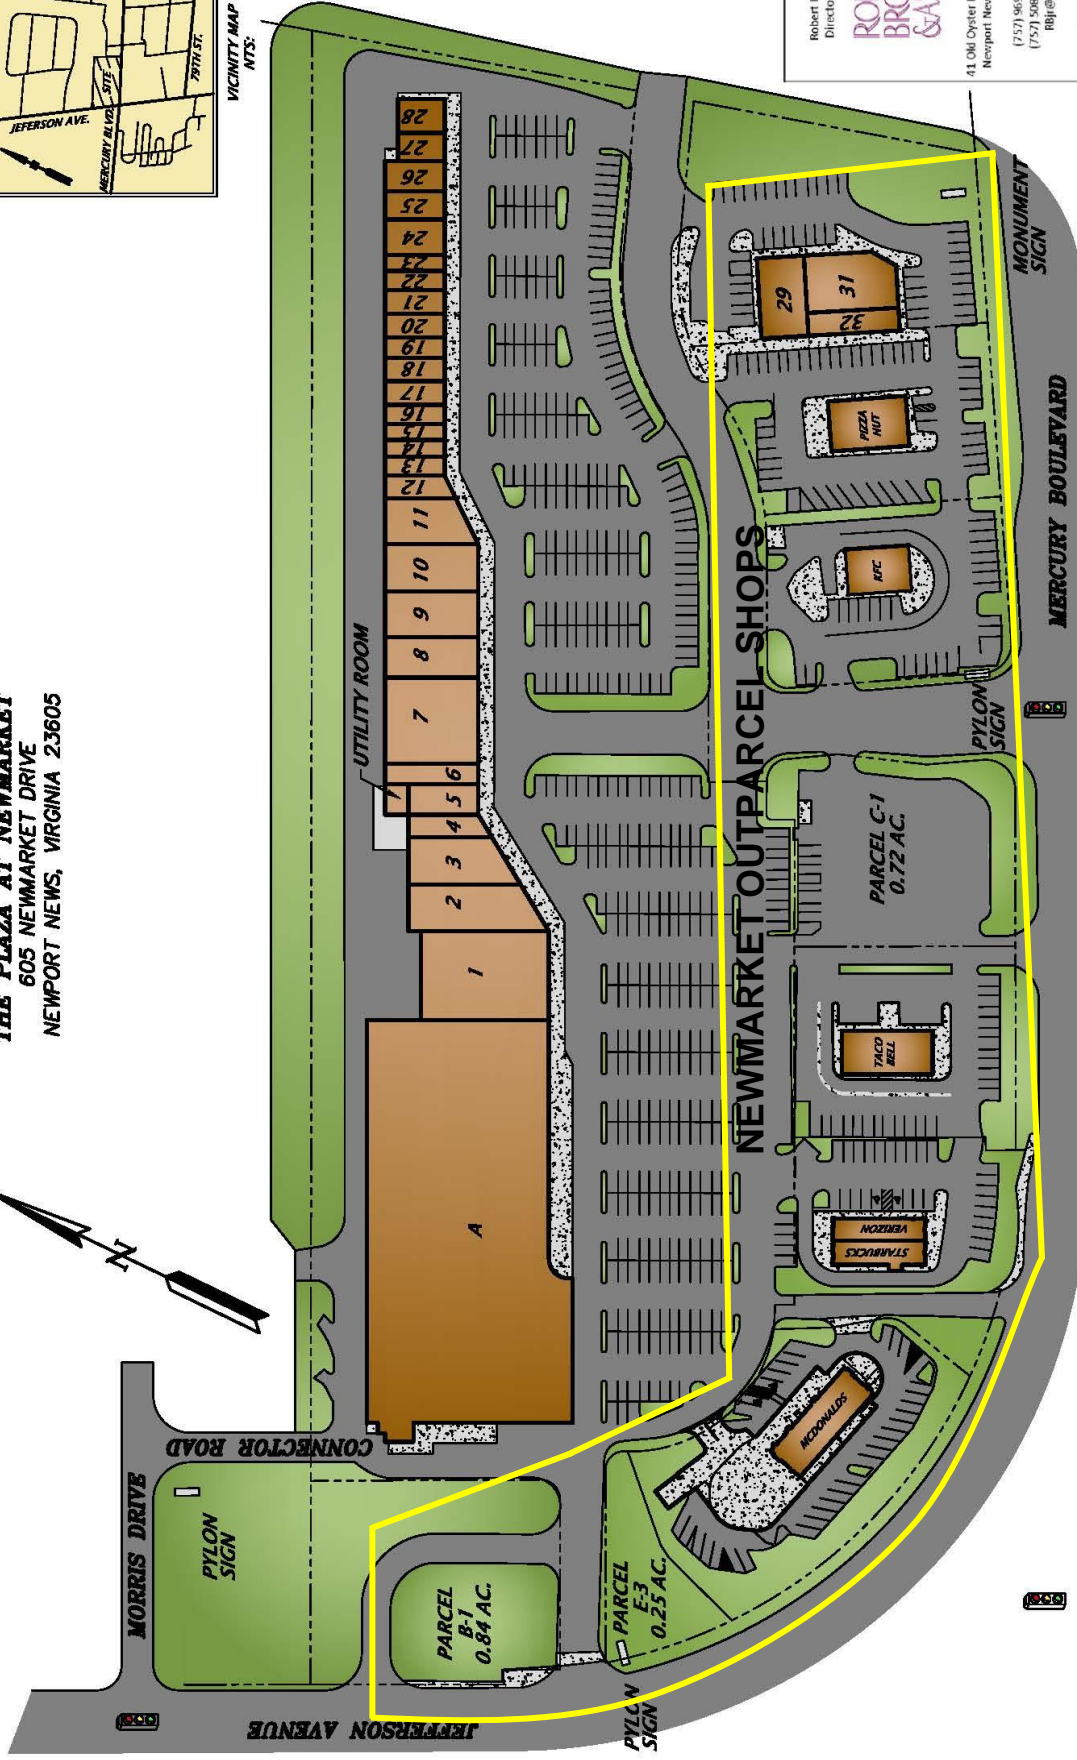 THE PLAZA AT NEWMARKET
605 NEWMARKET DRIVE
NEWPORT NEWS, VIRGINIA 23605
VICINITY MAP
NTS:
JEFERSON AVE.
MERCURY BLVD.
SITE
79TH ST.
Robert
Directo
41 Old Oyster
Newport New
(757)
(757)
RBjr@
N
MORRIS DRIVE
CONNECTOR ROAD
JEFFERSON AVENUE
MERCURY BOULEVARD
UTILITY ROOM
PYLON
SIGN
A
1
2
3
4
5
6
7
8
9
10
11
12
13
14
15
16
17
18
19
20
21
22
23
24
25
26
27
28
NEWMARKET OUTPARCEL SHOPS
PARCEL
B-1
0.84 AC.
PARCEL
E-3
0.25 AC.
PYLON
SIGN
MCDONALDS
STARBUCKS
VERIZON
TACO
BELL
PARCEL C-1
0.72 AC.
PYLON
SIGN
KFC
PIZZA
HUT
29
31
32
MONUMENT
SIGN